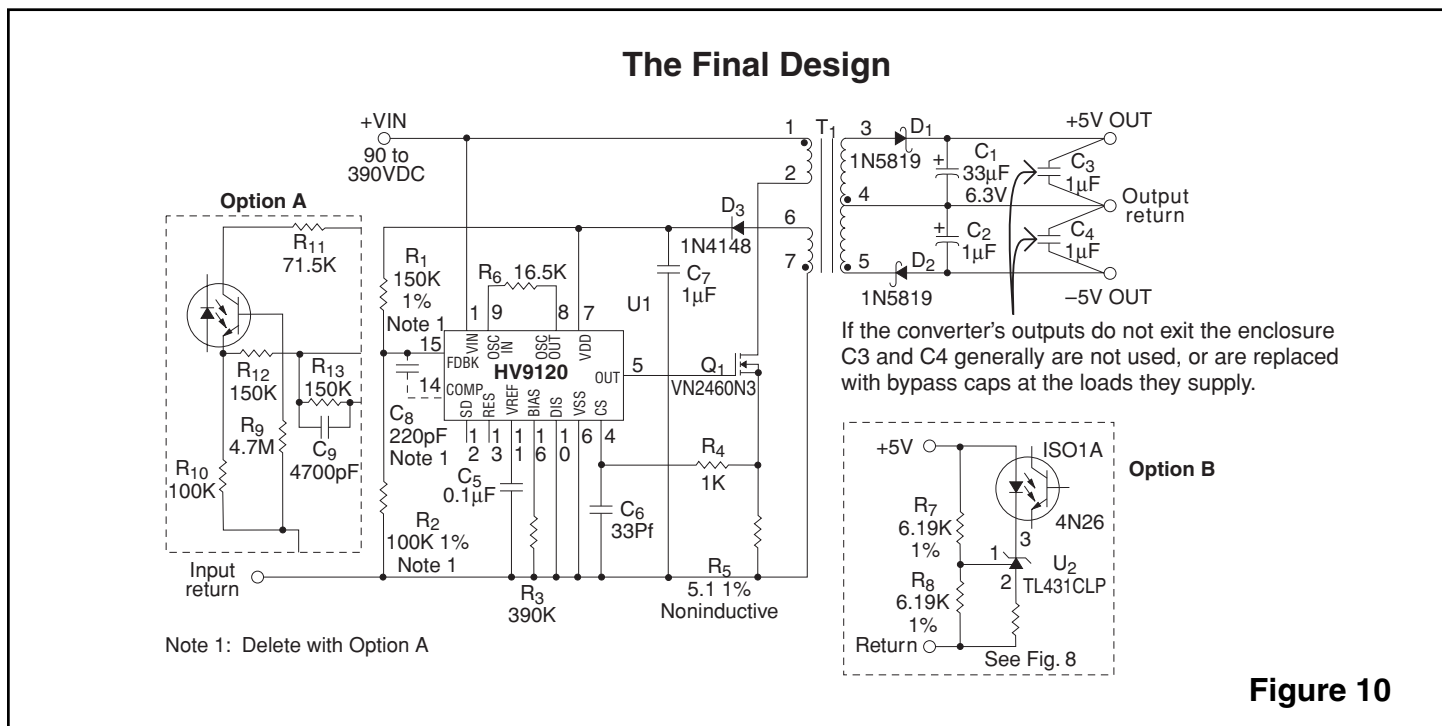 The Final Design
+VIN
90 to
390VDC
Option A
R11
71.5K
R12
150K
R13
150K
R9
4.7M
C9
4700pF
R10
100K
Input
return
Note 1: Delete with Option A
R1
150K
1%
Note 1
R6 16.5K
1 9 8 7
15
14
5
FDBK
COMP
VIN
OSC
IN
OSC
OUT
VDD
HV9120
OUT
SD
RES
VREF
BIAS
DIS
VSS
CS
12
13
11
16
10
6
4
U1
C8
220pF
Note 1
C5
0.1µF
R2
100K 1%
Note 1
R3
390K
C6
33Pf
R4
1K
R5
5.1 1%
Noninductive
C7
1µF
D3
1N4148
Q1
VN2460N3
1
2
6
7
T1
3
4
5
D1
1N5819
D2
1N5819
+
C1
33µF
6.3V
+
C2
1µF
C3
1µF
C4
1µF
+5V OUT
Output
return
–5V OUT
If the converter's outputs do not exit the enclosure
C3 and C4 generally are not used, or are replaced
with bypass caps at the loads they supply.
Option B
+5V
ISO1A
4N26
3
R7
6.19K
1%
1
2
U2
TL431CLP
R8
6.19K
1%
Return
See Fig. 8
Figure 10